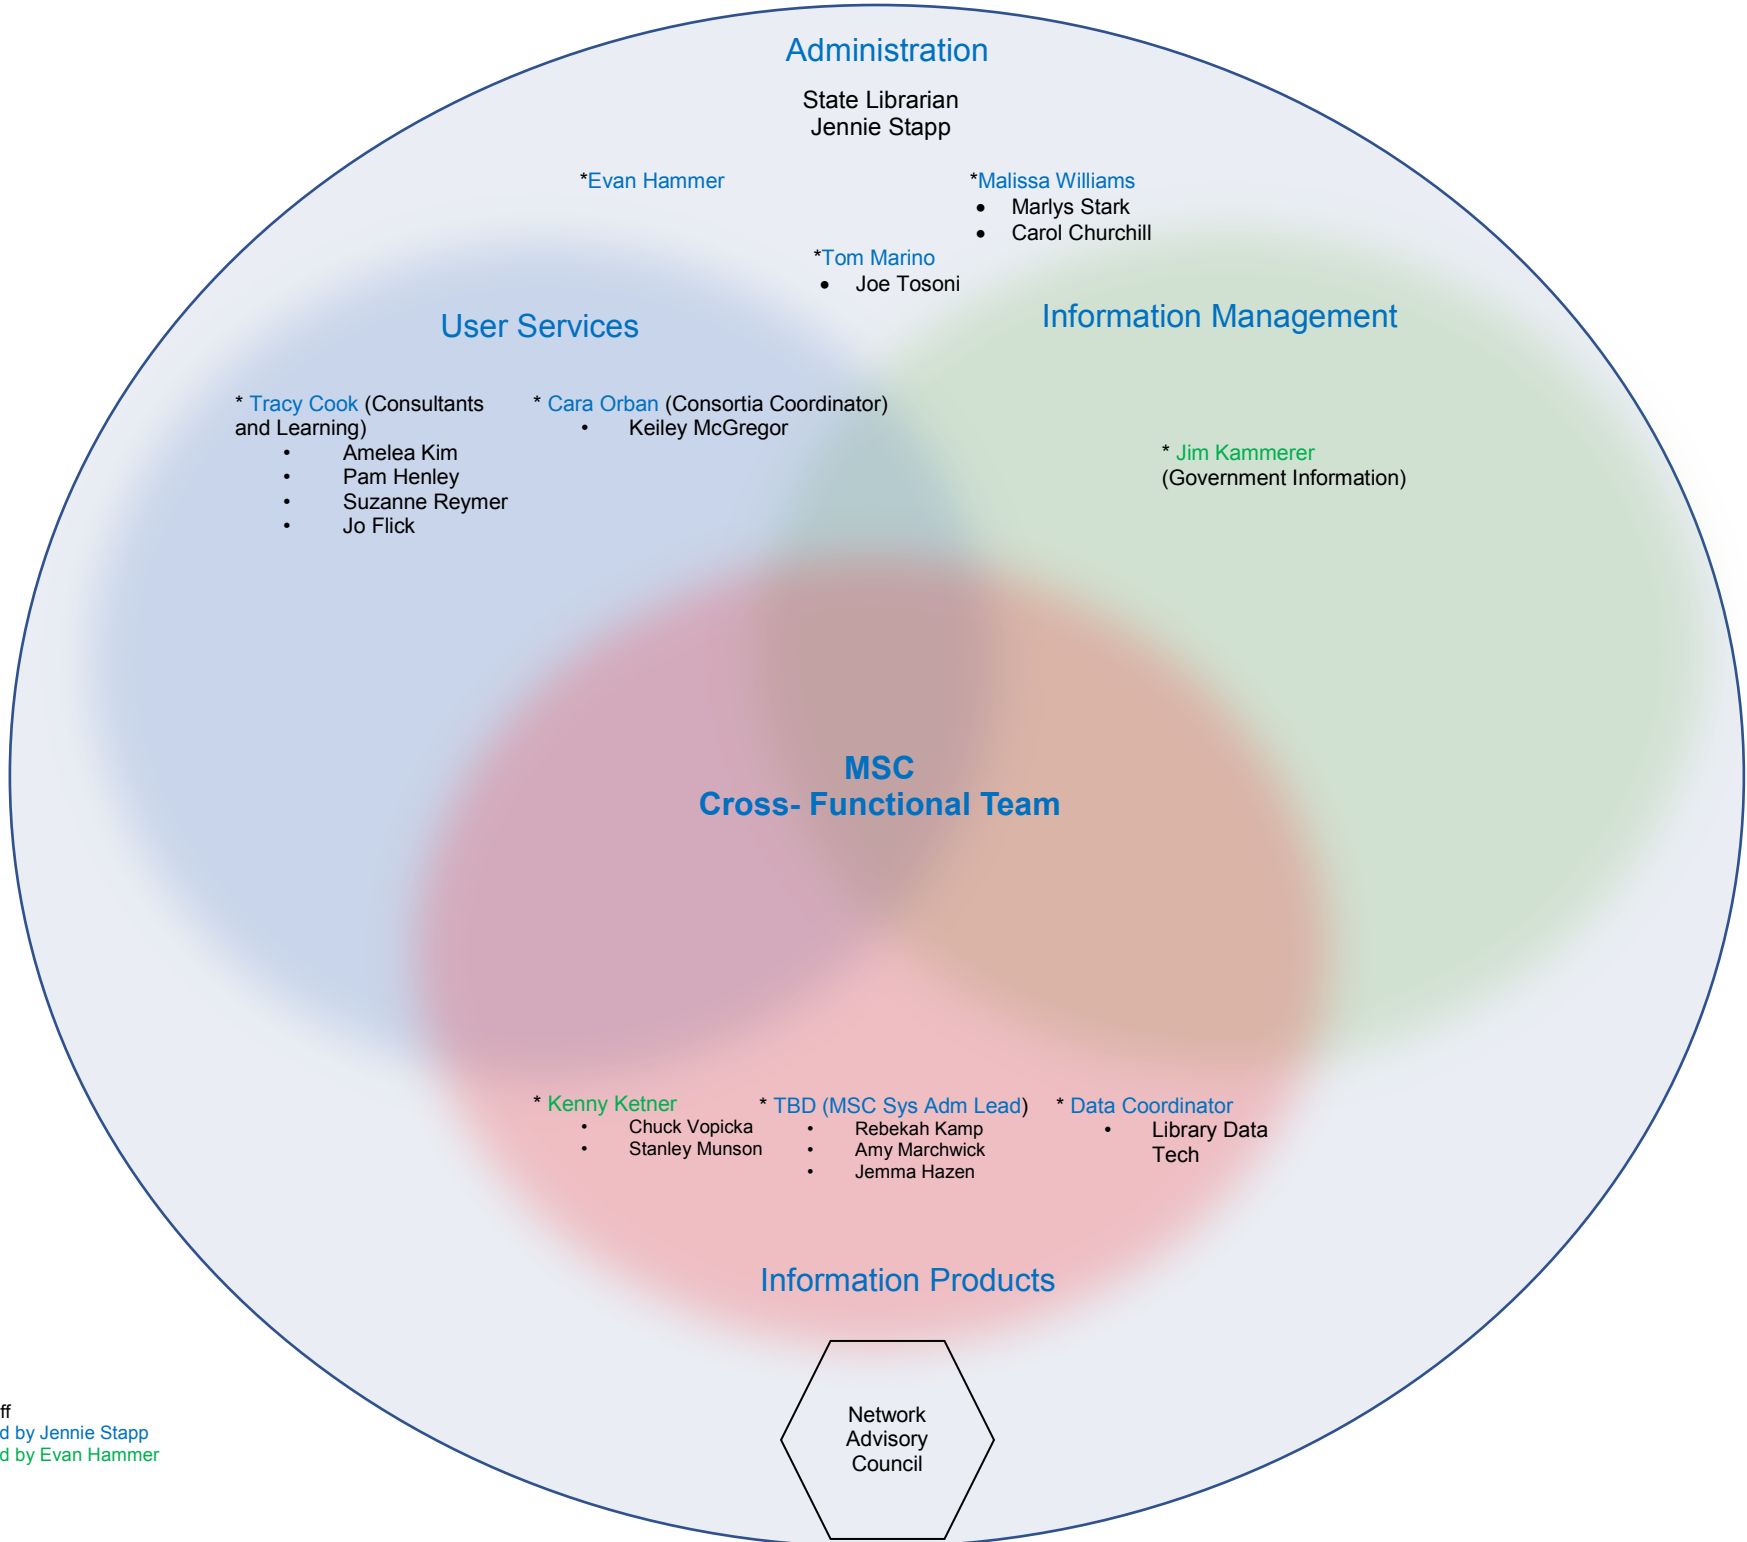 Administration
State Librarian
Jennie Stapp
*Evan Hammer
*Malissa Williams
• Marlys Stark
• Carol Churchill
*Tom Marino
• Joe Tosoni
User Services
Information Management
* Tracy Cook (Consultants
and Learning)
• Amelea Kim
• Pam Henley
• Suzanne Reymer
• Jo Flick
* Cara Orban (Consortia Coordinator)
• Keiley McGregor
* Jim Kammerer
(Government Information)
MSC
Cross- Functional Team
* Kenny Ketner
• Chuck Vopicka
• Stanley Munson
* TBD (MSC Sys Adm Lead)
• Rebekah Kamp
• Amy Marchwick
• Jemma Hazen
* Data Coordinator
• Library Data
Tech
Information Products
Network
Advisory
Council
by Jennie Stapp
by Evan Hammer